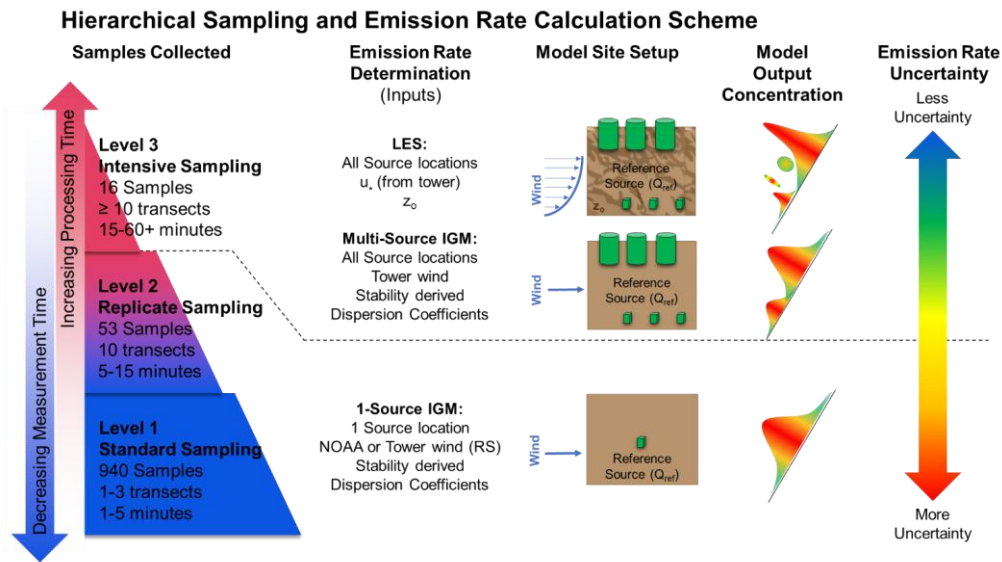 Hierarchical Sampling and Emission Rate Calculation Scheme
Samples Collected
Emission Rate
Determination
(Inputs)
Model Site Setup
Model
Output
Concentration
Emission Rate
Uncertainty
Less
Uncertainty
Decreasing Measurement Time
Increasing Processing Time
Level 3
Intensive Sampling
16 Samples
≥ 10 transects
15-60+ minutes
LES:
All Source locations
u* (from tower)
z₀
Wind
Reference
Source (Qref)
z₀
Level 2
Replicate Sampling
53 Samples
10 transects
5-15 minutes
Multi-Source IGM:
All Source locations
Tower wind
Stability derived
Dispersion Coefficients
Wind
Reference
Source (Qref)
Level 1
Standard Sampling
940 Samples
1-3 transects
1-5 minutes
1-Source IGM:
1 Source location
NOAA or Tower wind (RS)
Stability derived
Dispersion Coefficients
Wind
Reference
Source (Qref)
More
Uncertainty